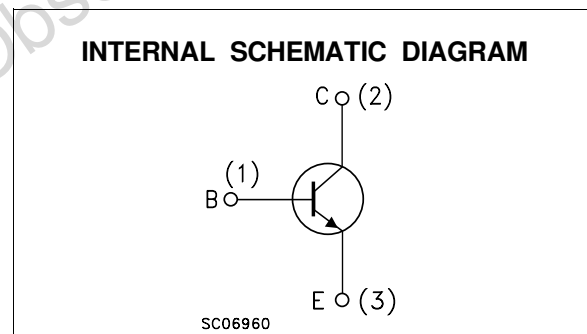 INTERNAL SCHEMATIC DIAGRAM
C (2)
(1)
B
E (3)
SC06960